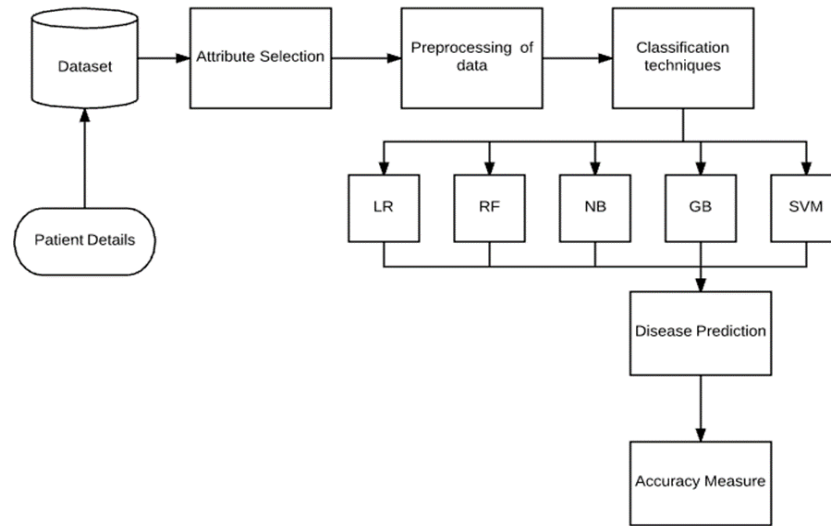 Dataset
Attribute Selection
Preprocessing of
data
Classification
techniques
LR
RF
NB
GB
SVM
Patient Details
Disease Prediction
Accuracy Measure